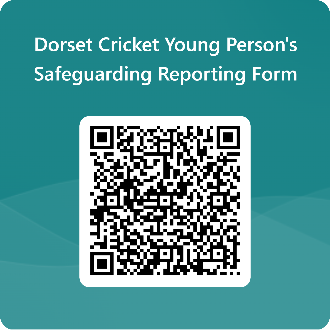 Dorset Cricket Young Person's
Safeguarding Reporting Form